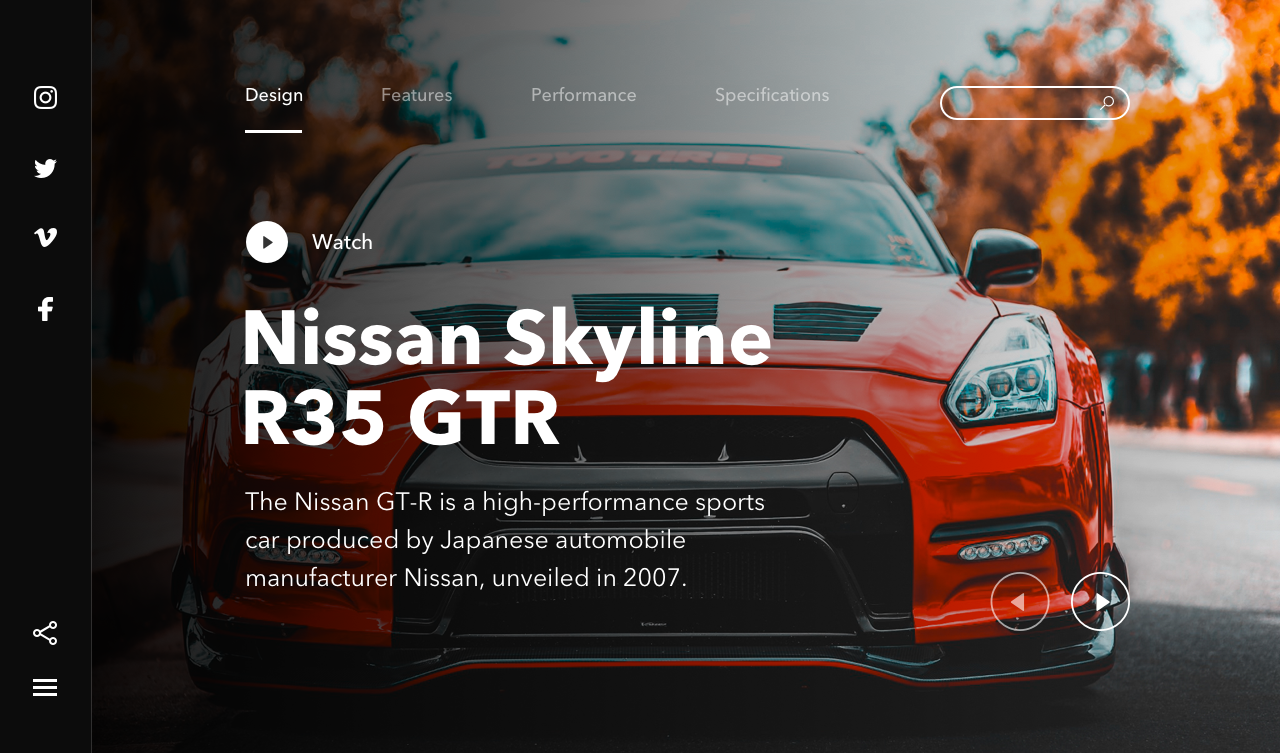 Design Features Performance Specifications
TOYO TIRES
Watch
Nissan Skyline
R35 GTR
The Nissan GT-R is a high-performance sports
car produced by Japanese automobile
manufacturer Nissan, unveiled in 2007.